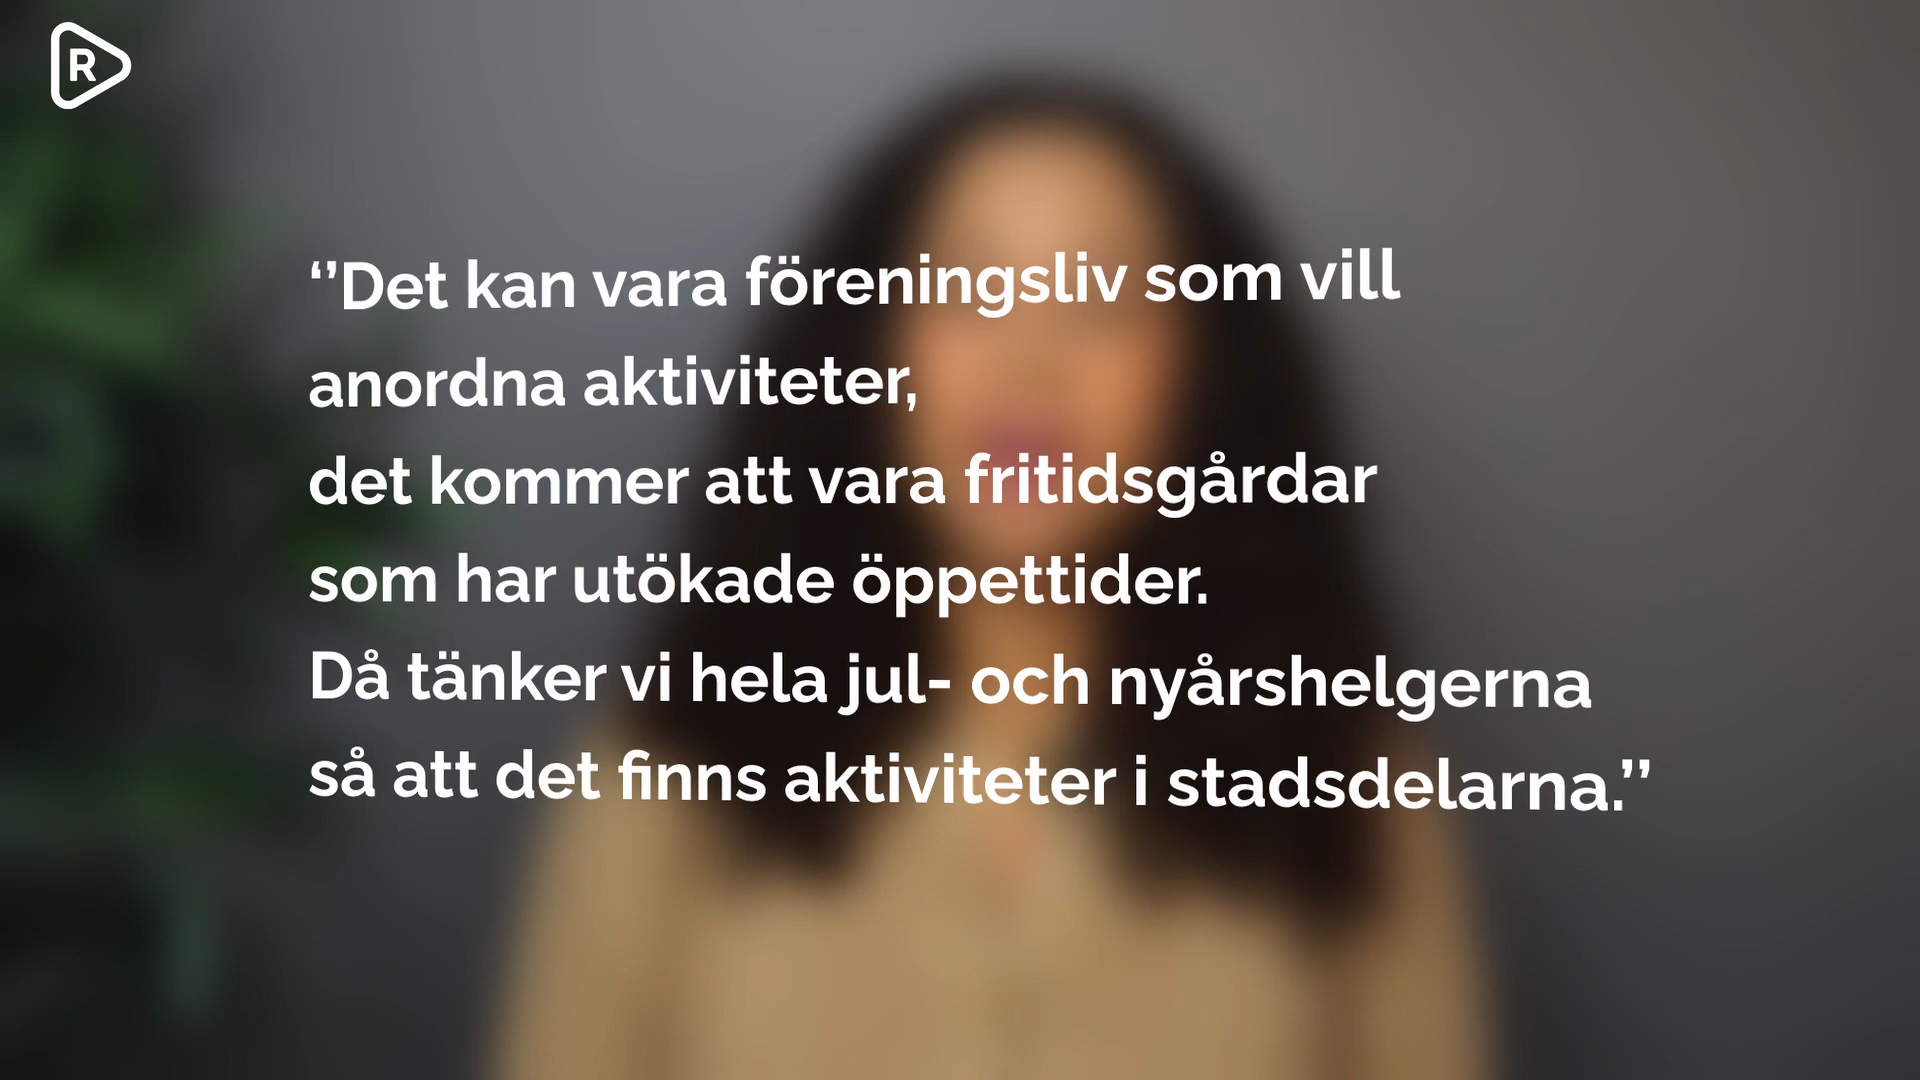 R
‘’Det kan vara föreningsliv som vill
anordna aktiviteter,
det kommer att vara fritidsgårdar
som har utökade öppettider.
Då tänker vi hela jul- och nyårshelgerna
så att det finns aktiviteter i stadsdelarna.’’